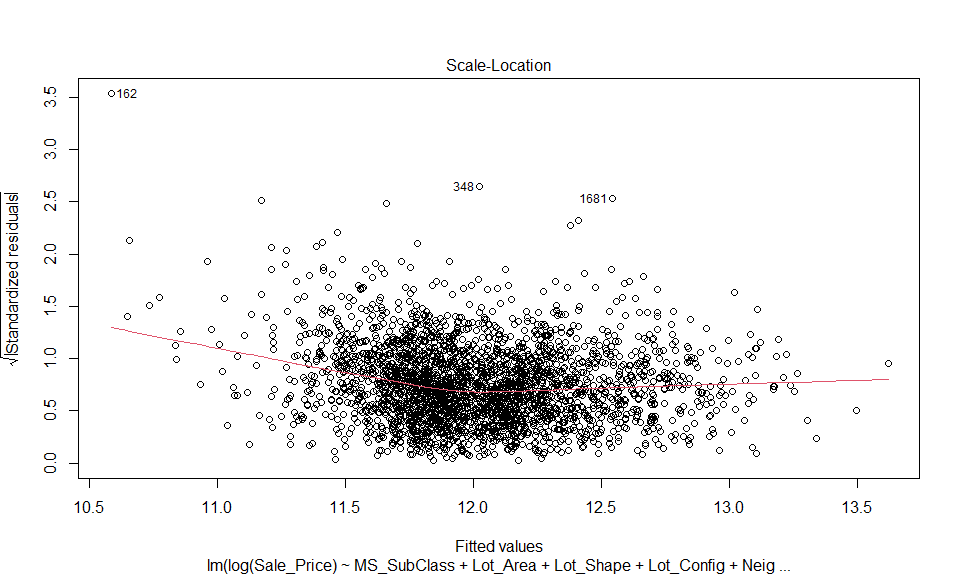 Scale-Location
√|Standardized residuals|
3.5
3.0
2.5
2.0
1.5
1.0
0.5
0.0
162
348
1681
10.5 11.0 11.5 12.0 12.5 13.0 13.5
Fitted values
lm(log(Sale_Price) ~ MS_SubClass + Lot_Area + Lot_Shape + Lot_Config + Neig ...